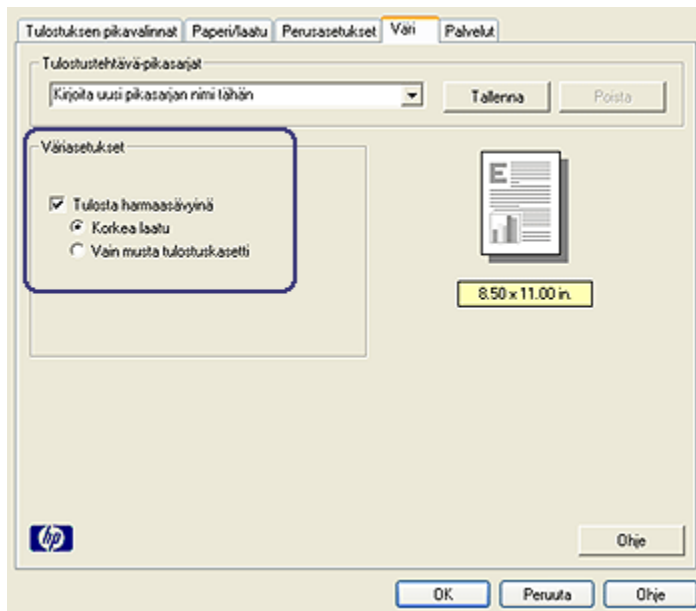 Tulostuksen pikavalinnat Paperi/laatu Perusasetukset Väri Palvelut
Tulostustehtävä-pikasarjat
Kirjoita uusi pikasarjan nimi tähän Tallenna Poista
Väriasetukset
Tulosta harmaasävyinä
Korkea laatu
Vain musta tulostuskasetti
E
8.50 x 11.00 in.
hp
Ohje
OK Peruuta Ohje